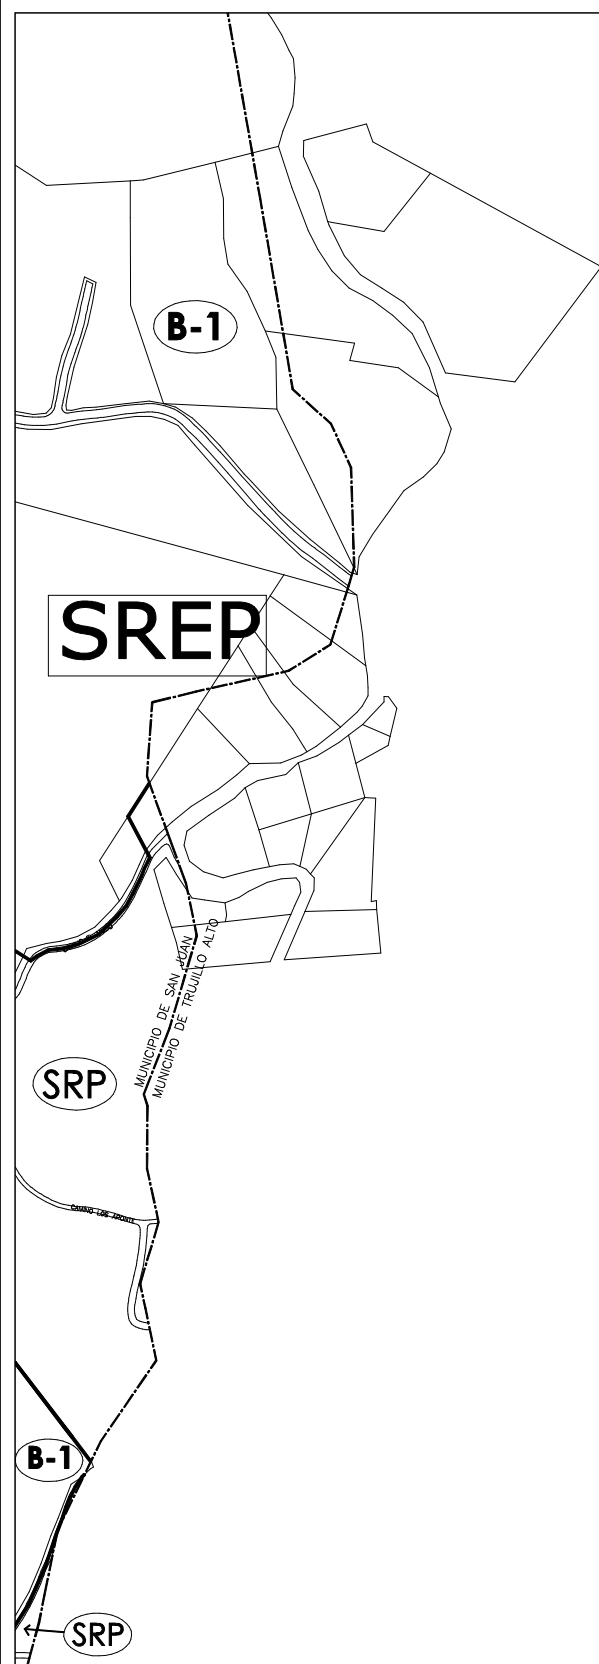 B-1
SREP
MUNICIPIO DE SAN JUAN
MUNICIPIO DE TRUJILLO ALTO
SRP
CAMINO LOS APONTE
B-1
SRP